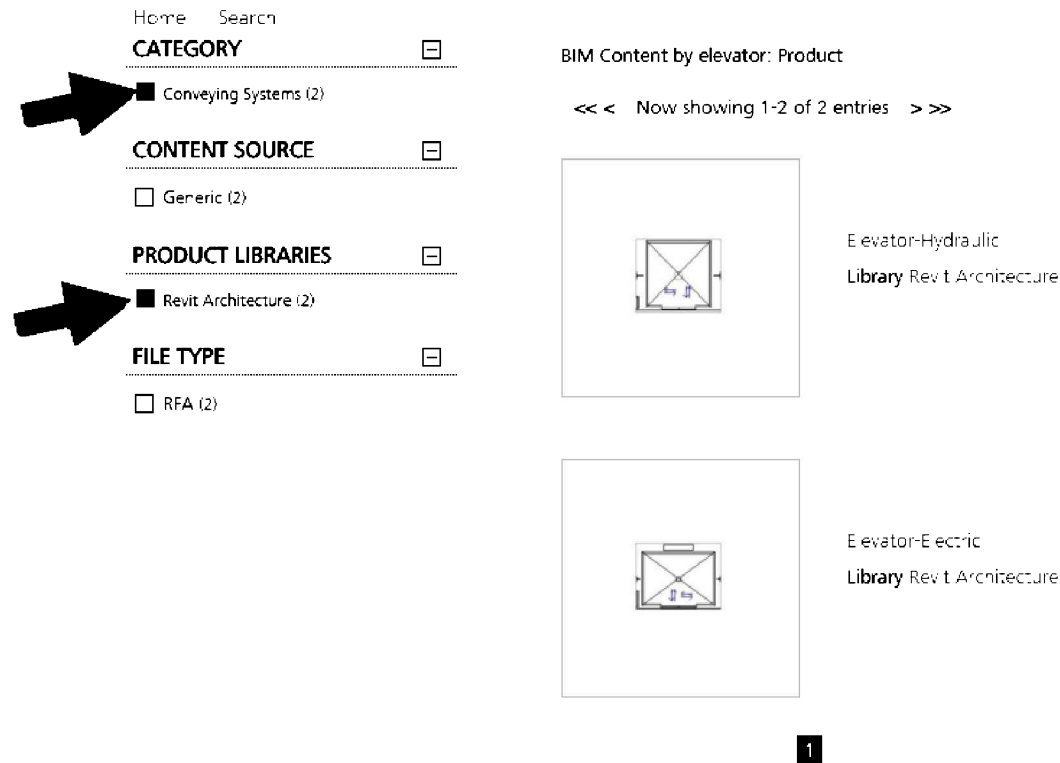 Home Search
CATEGORY
Conveying Systems (2)
CONTENT SOURCE
Generic (2)
PRODUCT LIBRARIES
Revit Architecture (2)
FILE TYPE
RFA (2)
BIM Content by elevator: Product
<< < Now showing 1-2 of 2 entries > >>
Elevator-Hydraulic
Library Revit Architecture
Elevator-Electric
Library Revit Architecture
1